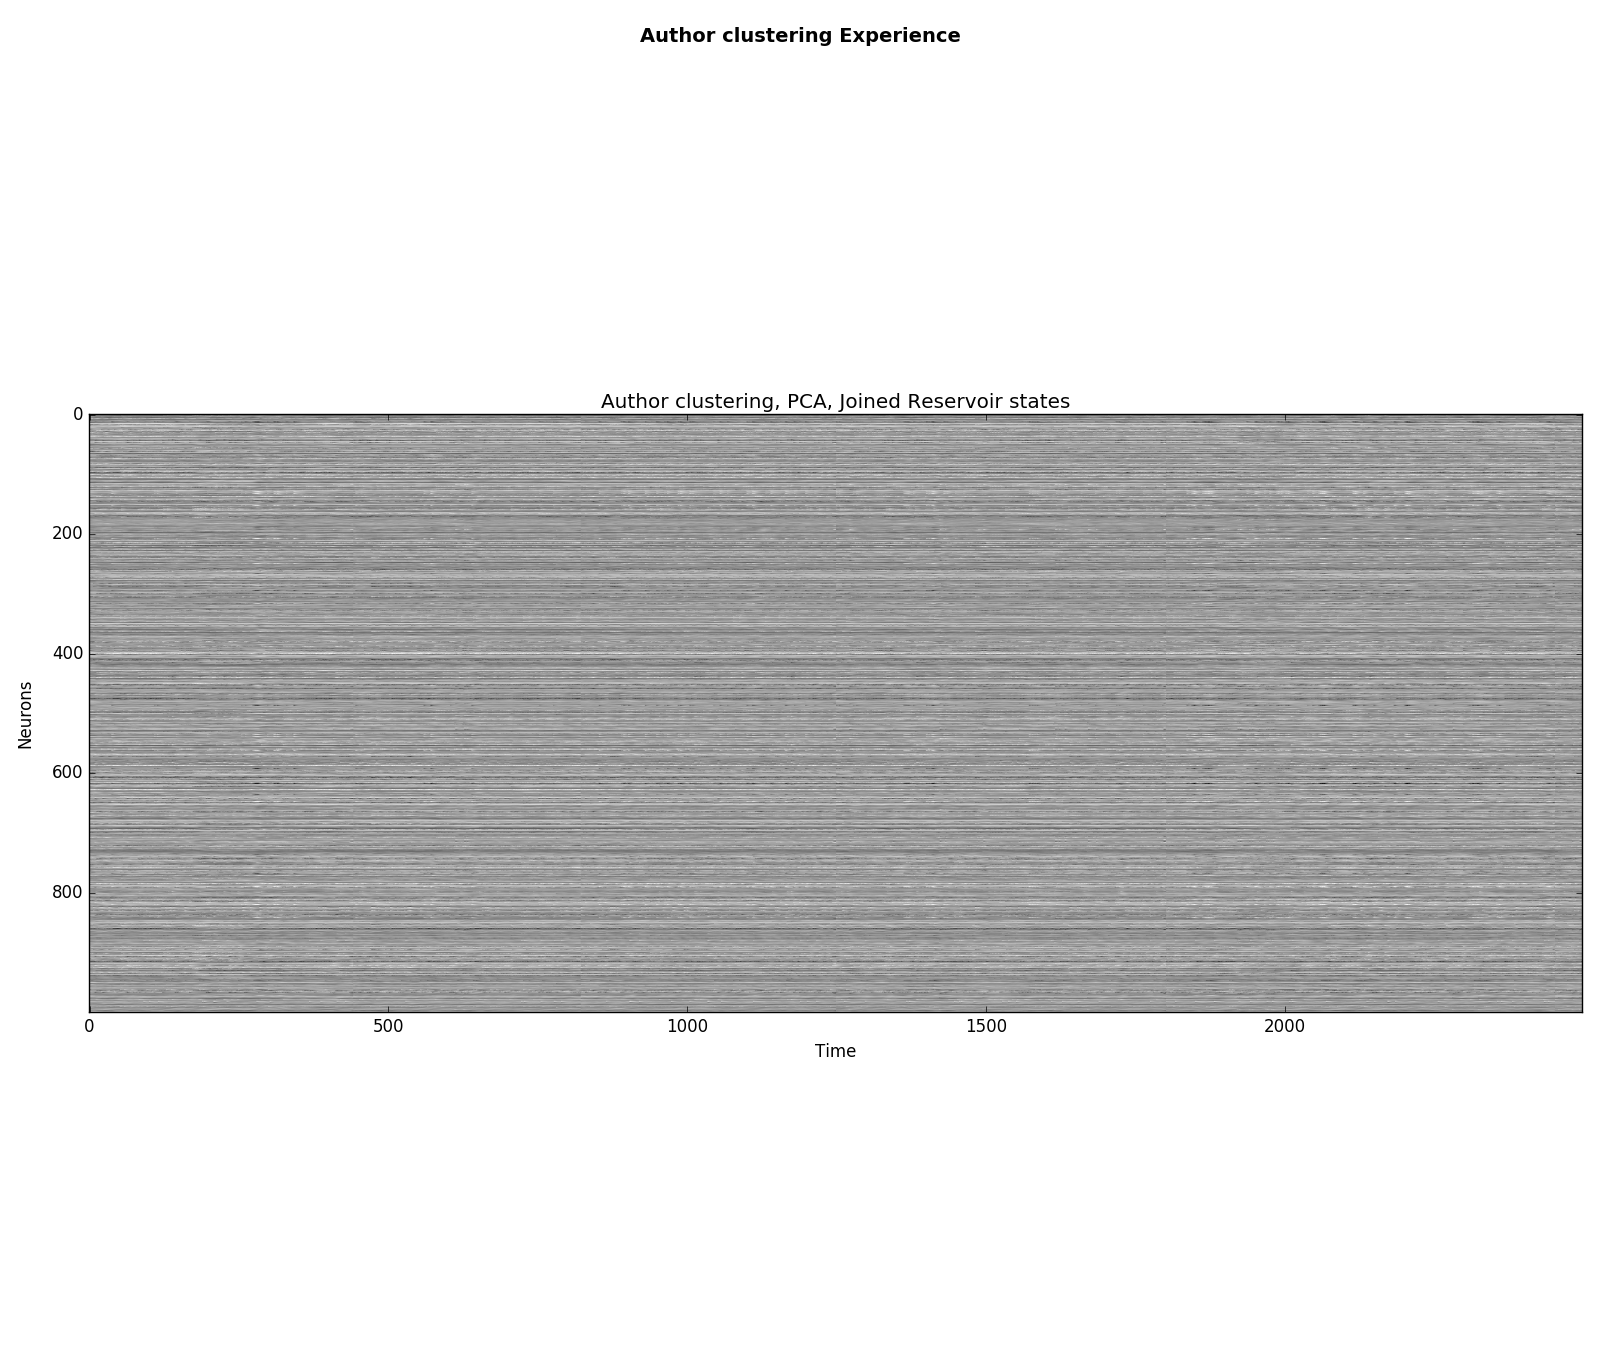 Author clustering Experience
Author clustering, PCA, Joined Reservoir states
0
200
400
600
800
Neurons
0 500 1000 1500 2000
Time